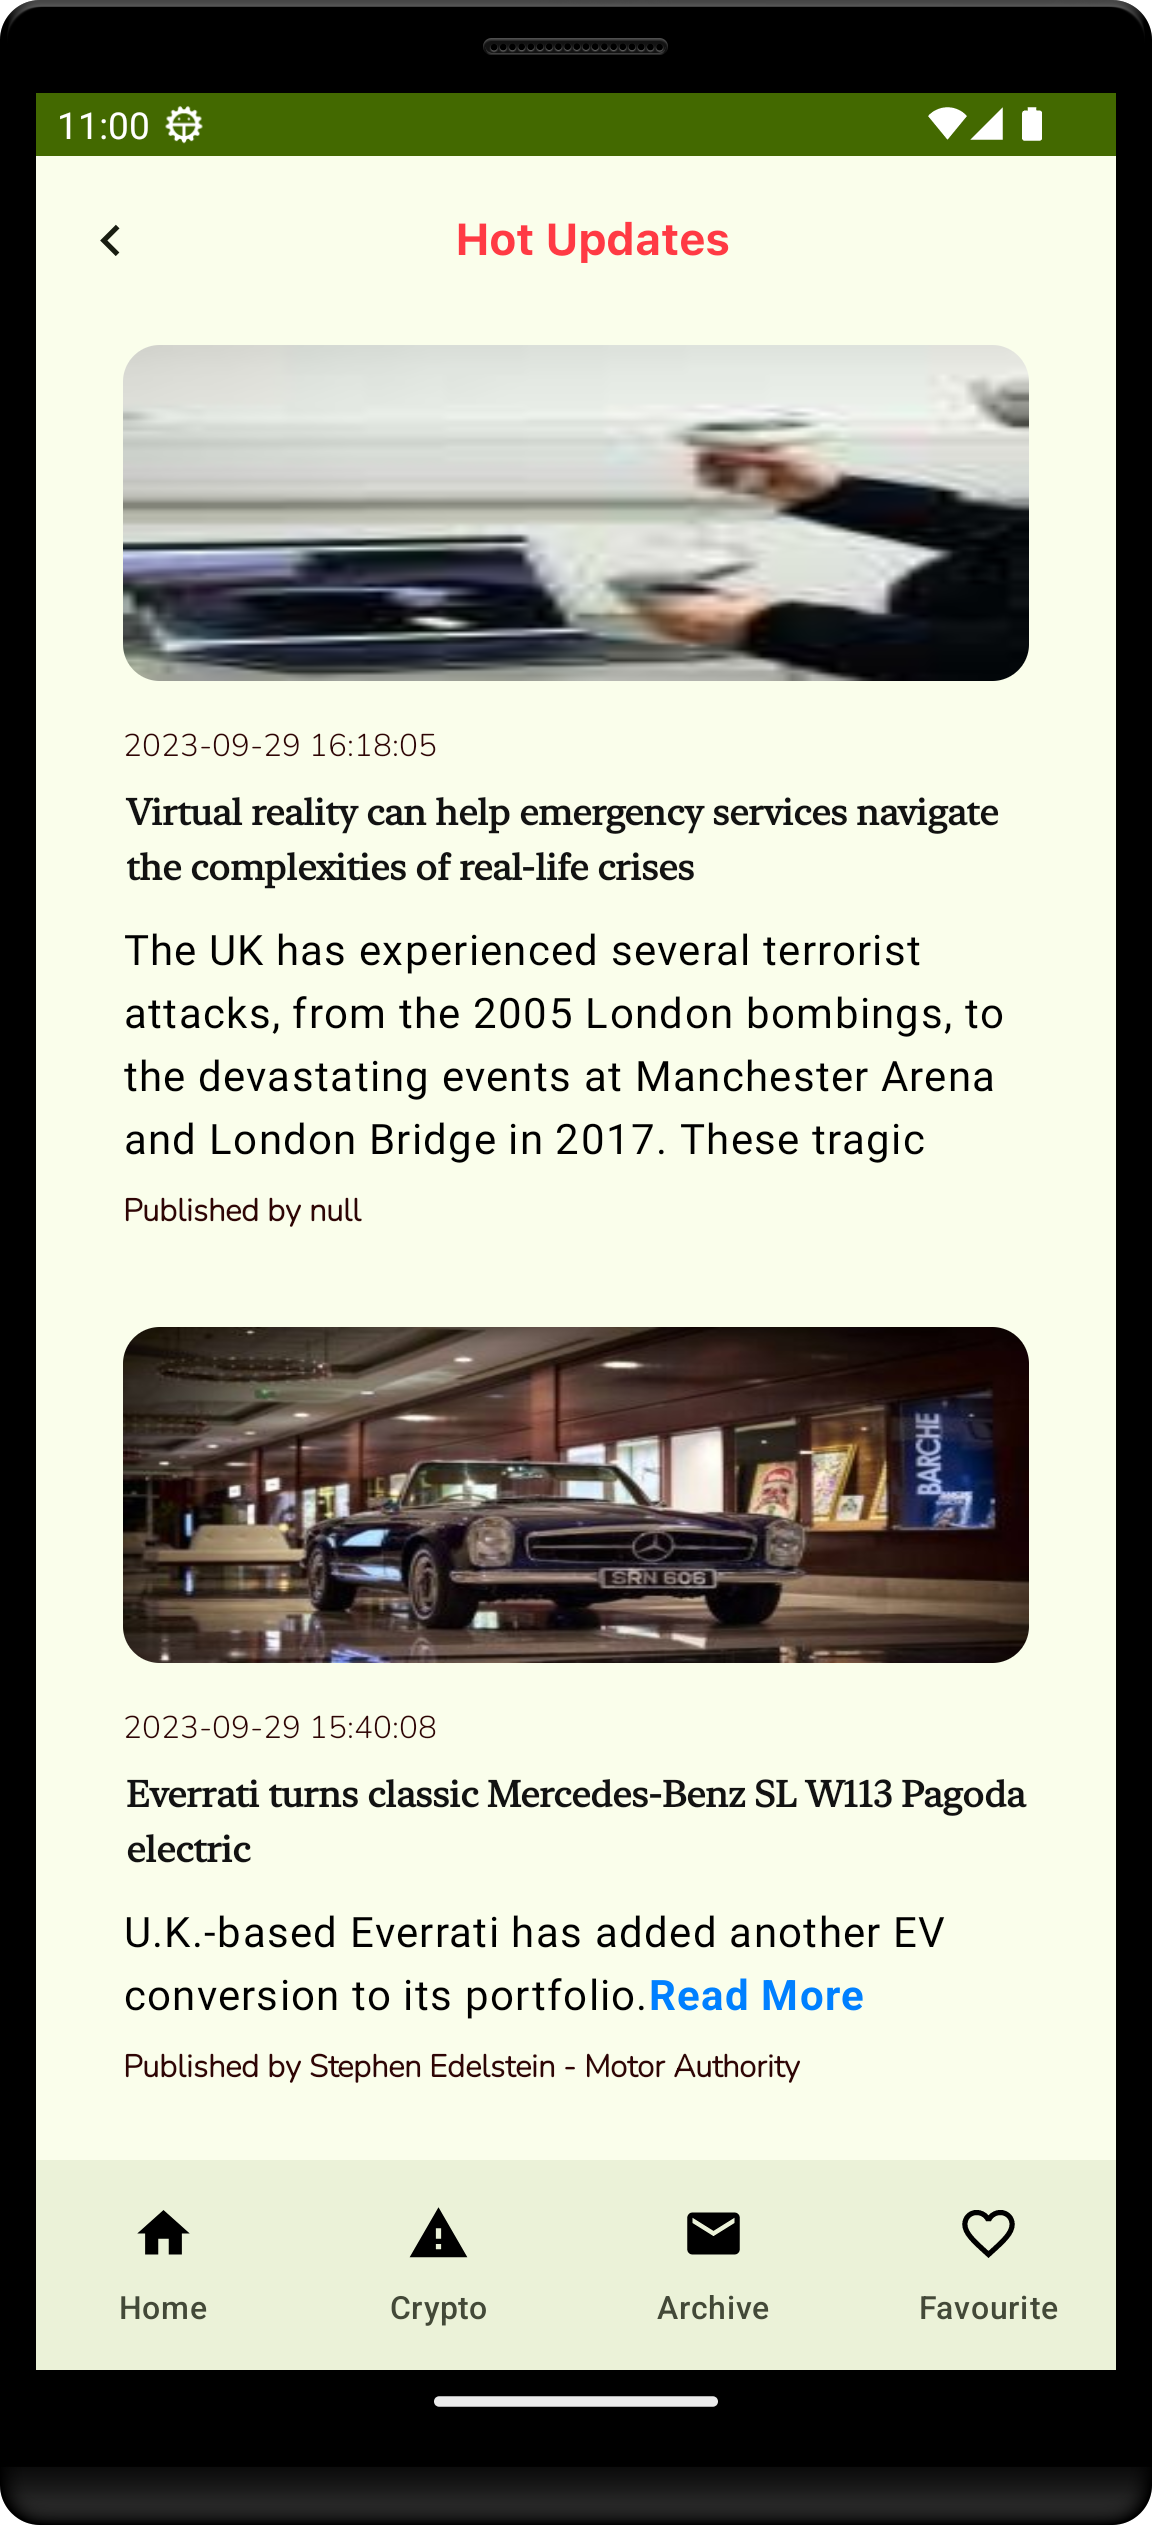 11:00
Hot Updates
2023-09-29 16:18:05
Virtual reality can help emergency services navigate
the complexities of real-life crises
The UK has experienced several terrorist
attacks, from the 2005 London bombings, to
the devastating events at Manchester Arena
and London Bridge in 2017. These tragic
Published by null
BARCHE
SRN 606
2023-09-29 15:40:08
Everrati turns classic Mercedes-Benz SL W113 Pagoda
electric
U.K.-based Everrati has added another EV
conversion to its portfolio.Read More
Published by Stephen Edelstein - Motor Authority
Home
Crypto
Archive
Favourite